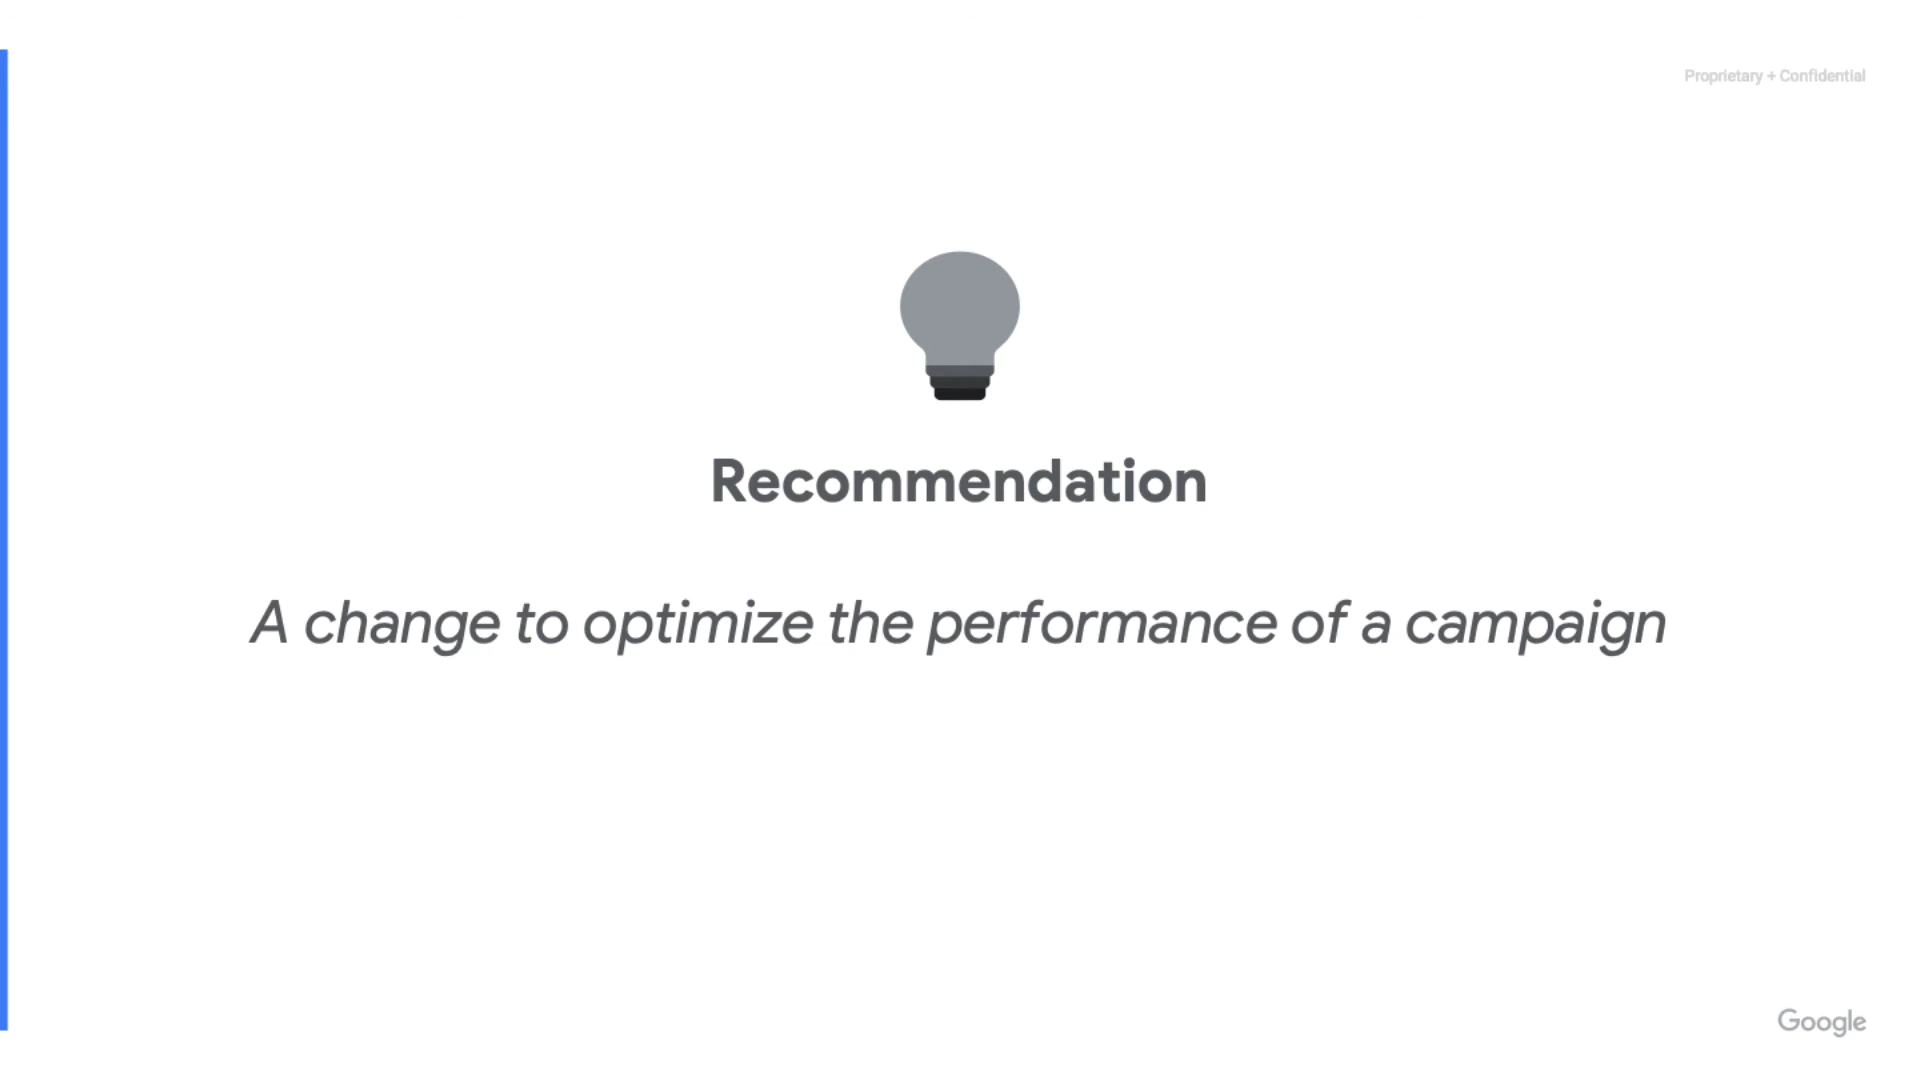 Proprietary + Confidential
Recommendation
A change to optimize the performance of a campaign
Google